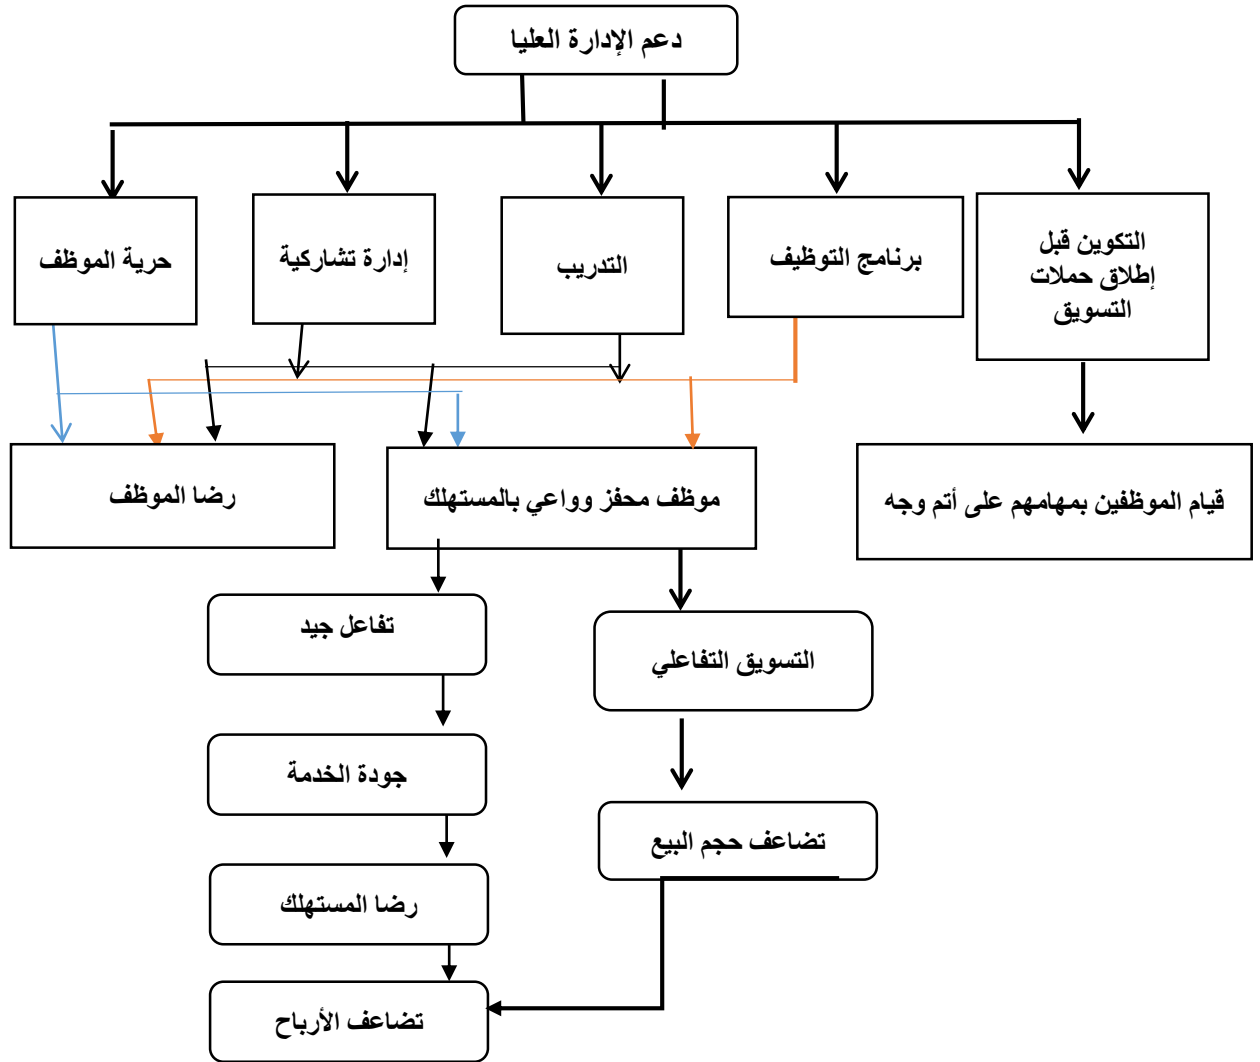 دعم الإدارة العليا
التكوين قبل
إطلاق حملات
التسويق
برنامج التوظيف
التدريب
إدارة تشاركية
حرية الموظف
قيام الموظفين بمهامهم على أتم وجه
موظف محفز وواعي بالمستهلك
رضا الموظف
التسويق التفاعلي
تفاعل جيد
جودة الخدمة
تضاعف حجم البيع
رضا المستهلك
تضاعف الأرباح